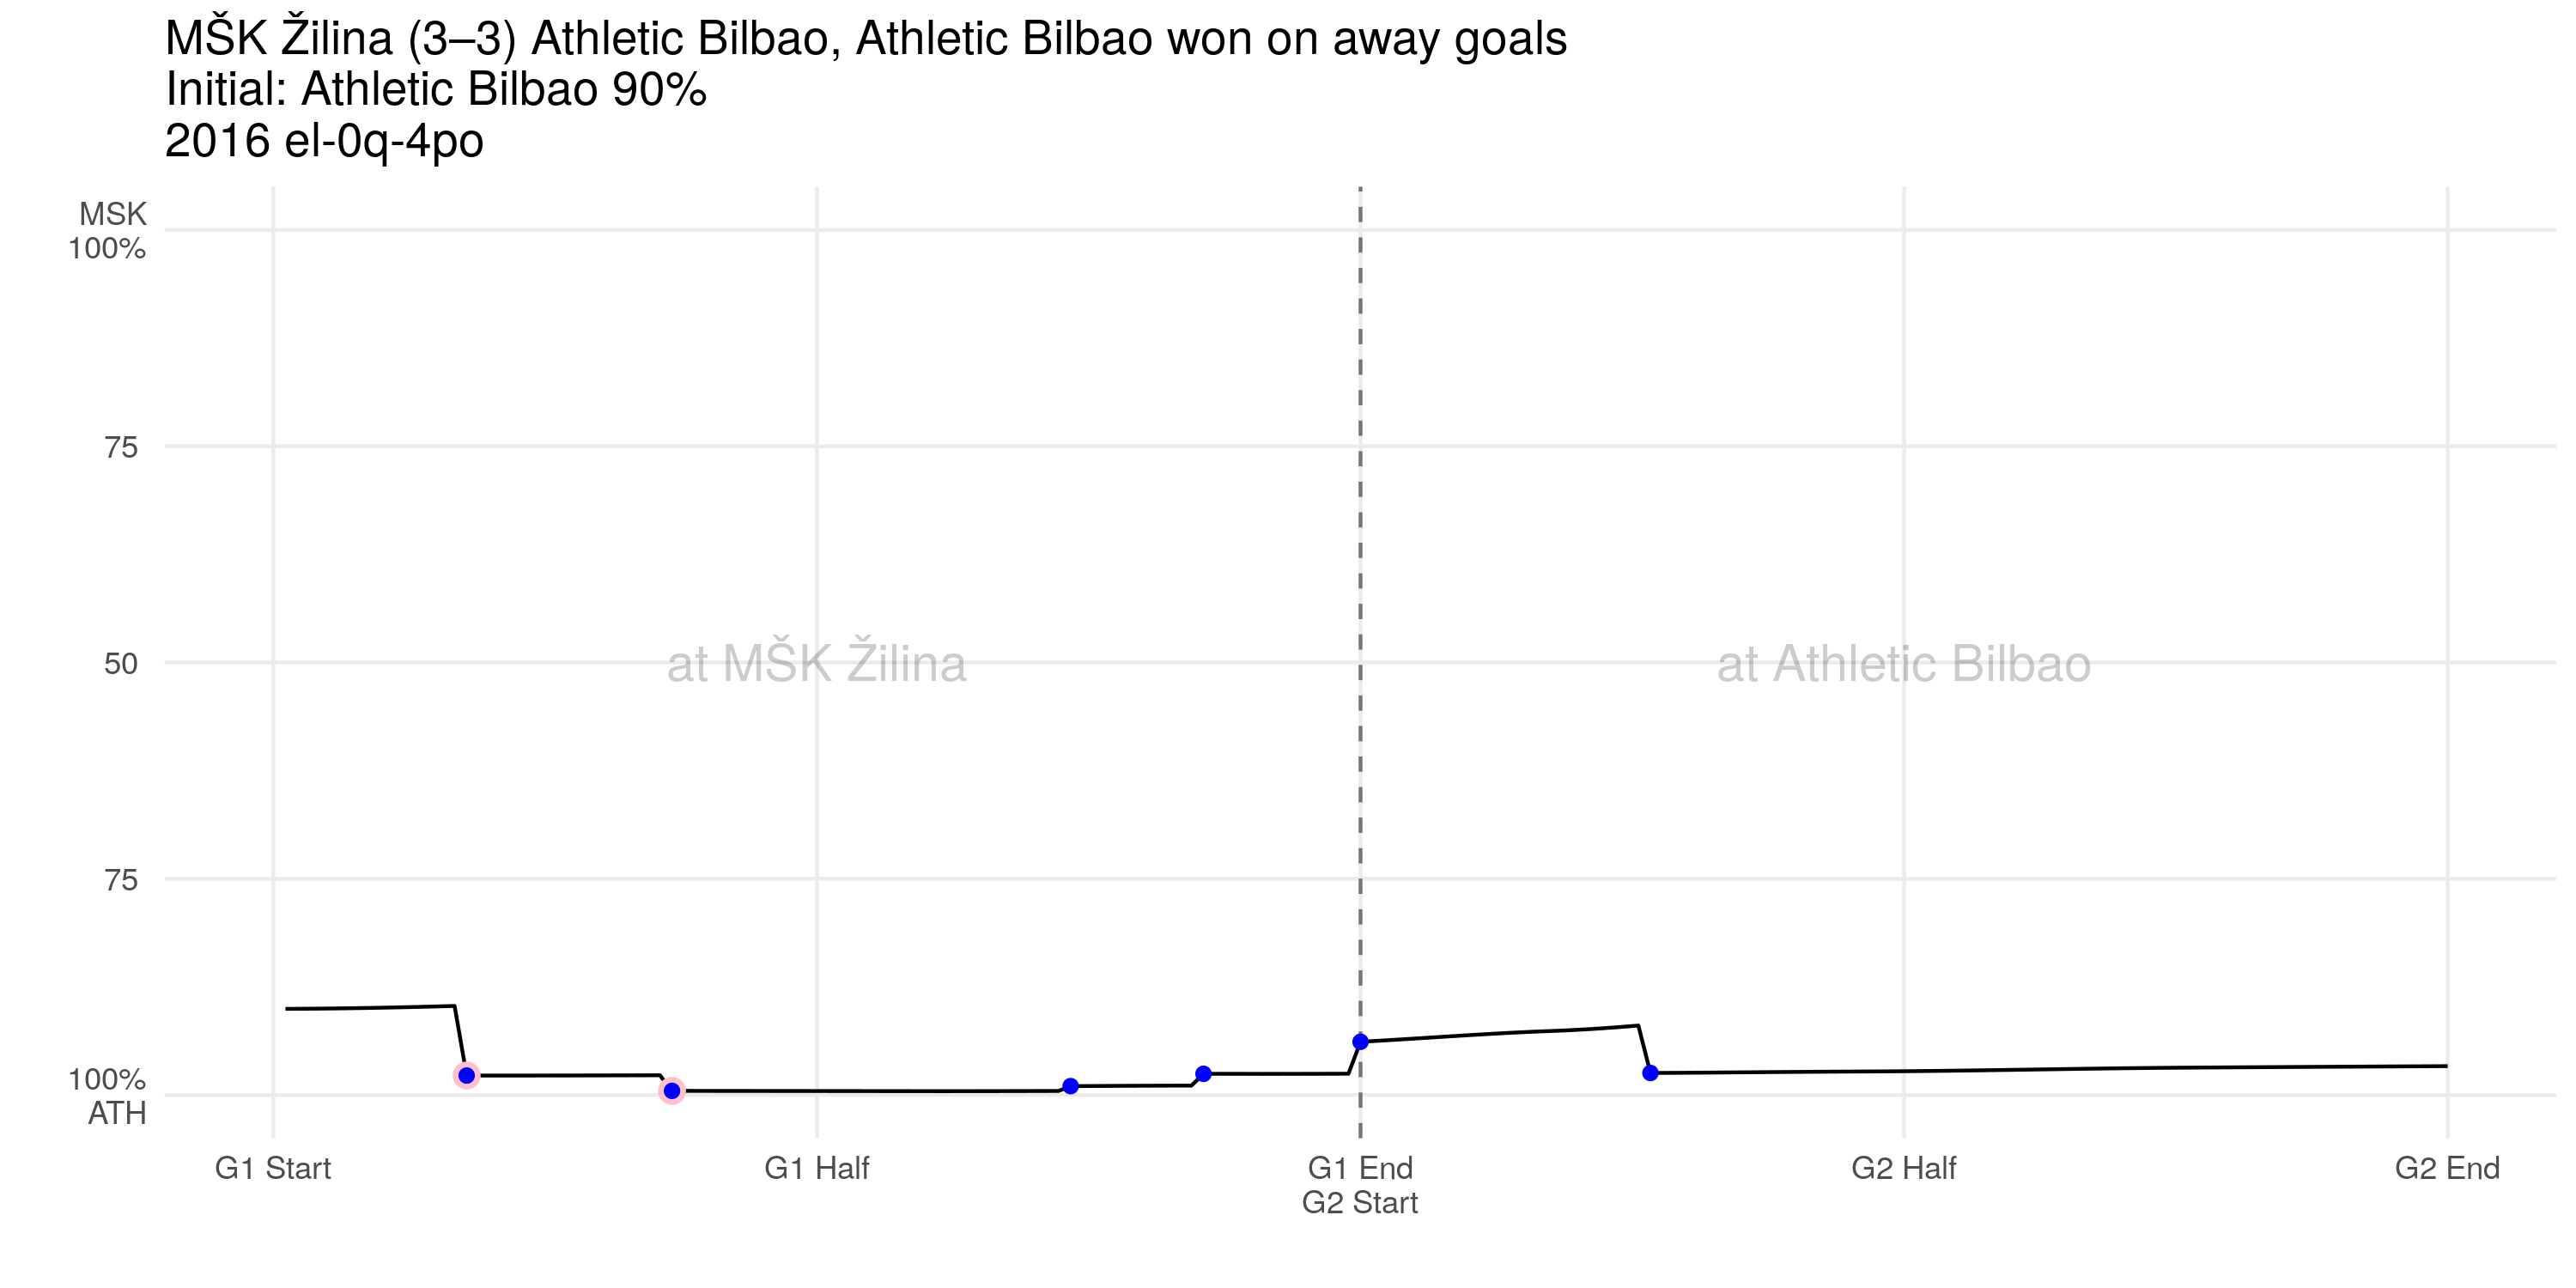 MŠK Žilina (3–3) Athletic Bilbao, Athletic Bilbao won on away goals
Initial: Athletic Bilbao 90%
2016 el-0q-4po
MSK
100%
75
50
75
100%
ATH
at MŠK Žilina
at Athletic Bilbao
G1 Start
G1 Half
G1 End
G2 Start
G2 Half
G2 End